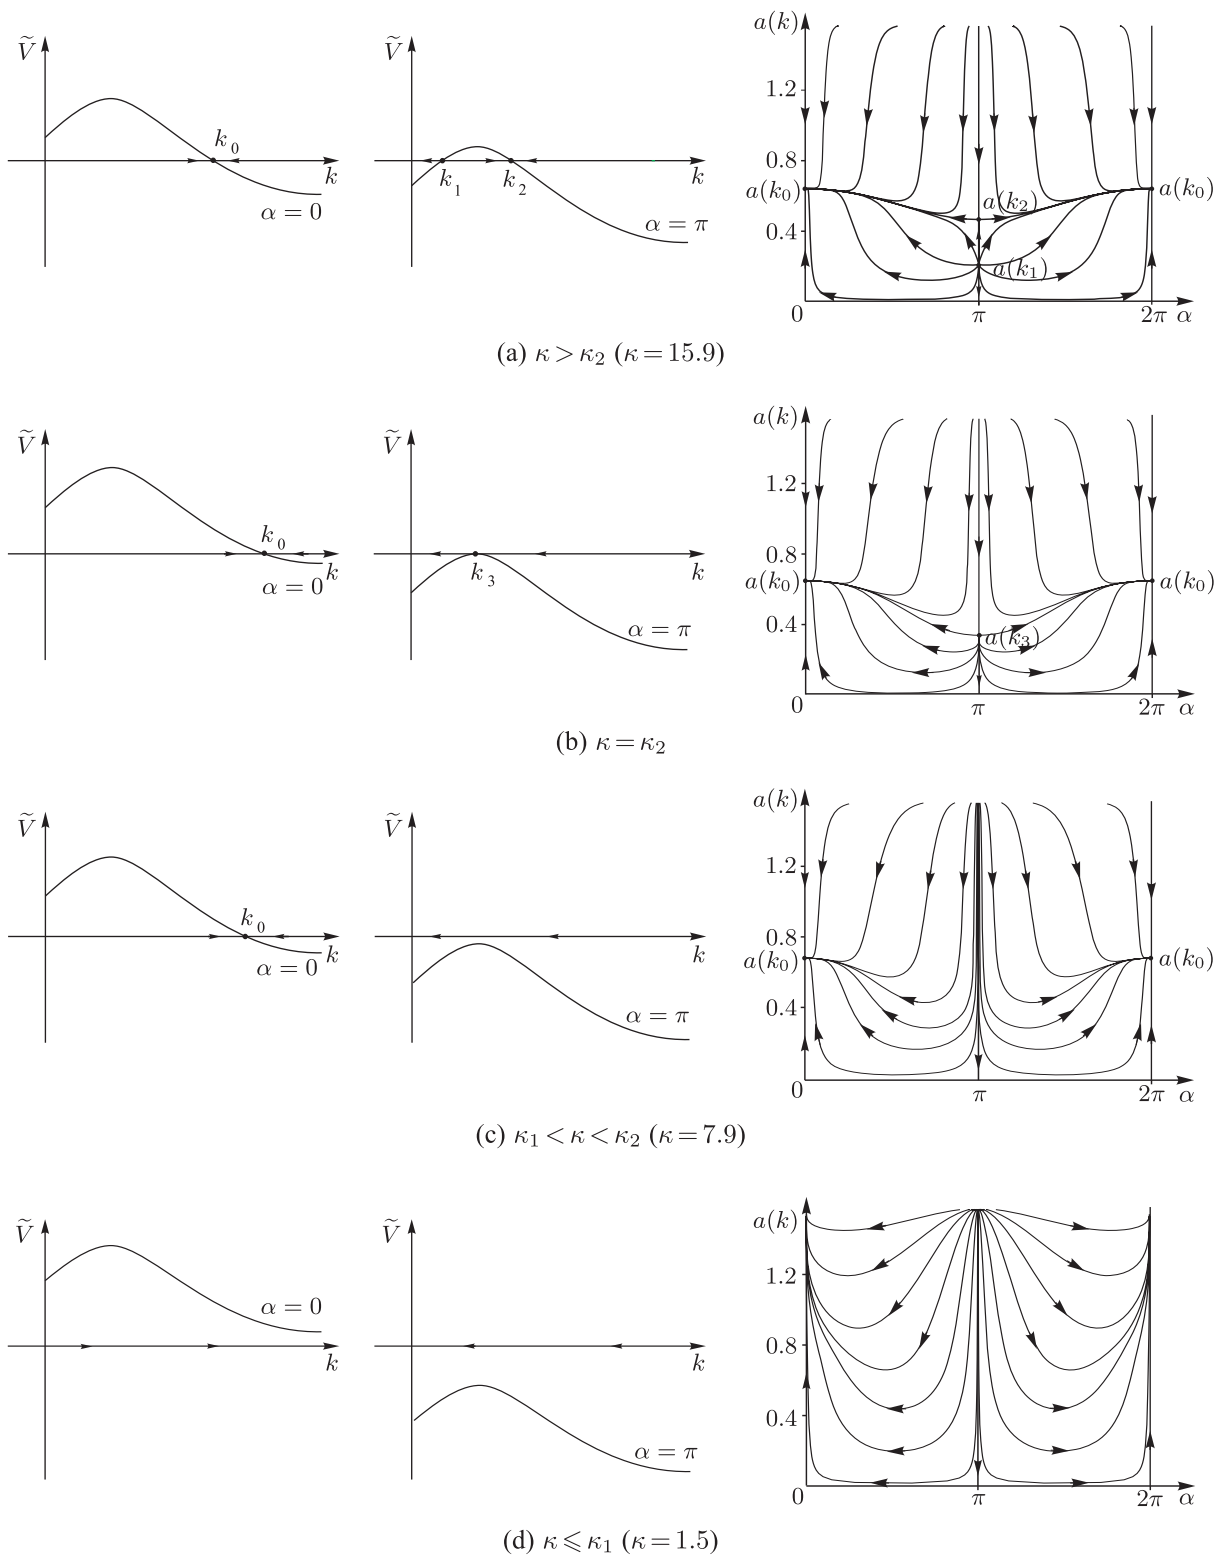 Ṽ
k₀
k
α = 0
Ṽ
k₁
k₂
k
α = π
a(k)
1.2
0.8
a(k₀)
a(k₀)
a(k₂)
0.4
a(k₁)
0
π
2π
α
(a) κ > κ₂ (κ = 15.9)
Ṽ
k₀
k
α = 0
Ṽ
k₃
k
α = π
a(k)
1.2
0.8
a(k₀)
a(k₀)
0.4
a(k₃)
0
π
2π
α
(b) κ = κ₂
Ṽ
k₀
k
α = 0
Ṽ
k
α = π
a(k)
1.2
0.8
a(k₀)
a(k₀)
0.4
0
π
2π
α
(c) κ₁ < κ < κ₂ (κ = 7.9)
Ṽ
α = 0
k
Ṽ
k
α = π
a(k)
1.2
0.8
0.4
0
π
2π
α
(d) κ ⩽ κ₁ (κ = 1.5)